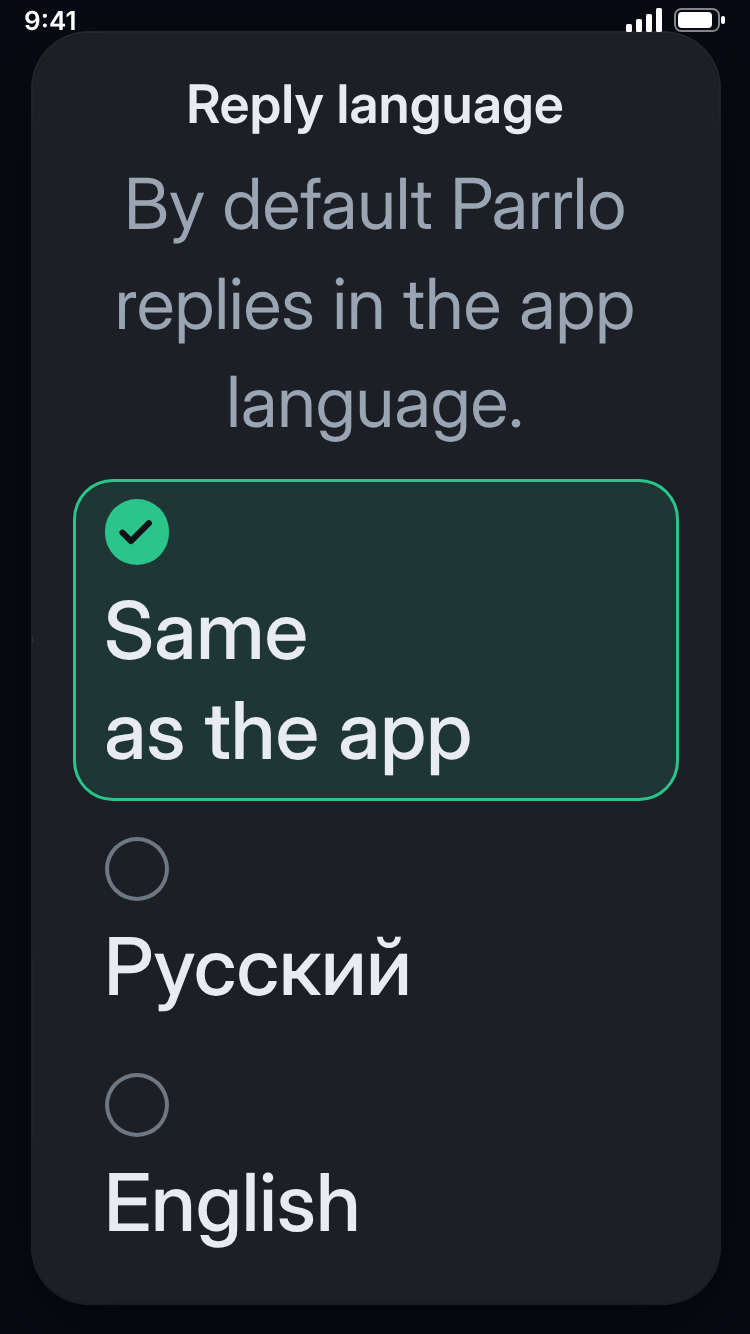 9:41
Reply language
By default Parrlo
replies in the app
language.
Same
as the app
Русский
English